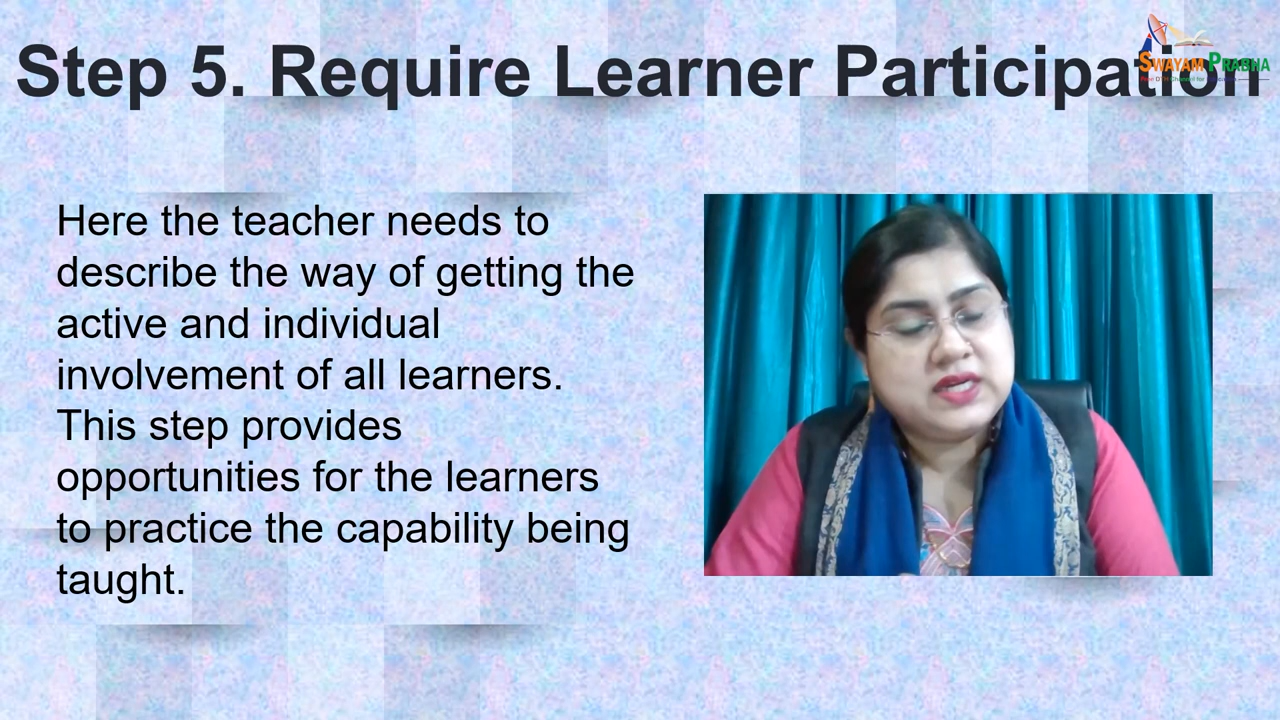 Step 5. Require Learner Participation
SWAYAM PRABHA
Here the teacher needs to
describe the way of getting the
active and individual
involvement of all learners.
This step provides
opportunities for the learners
to practice the capability being
taught.